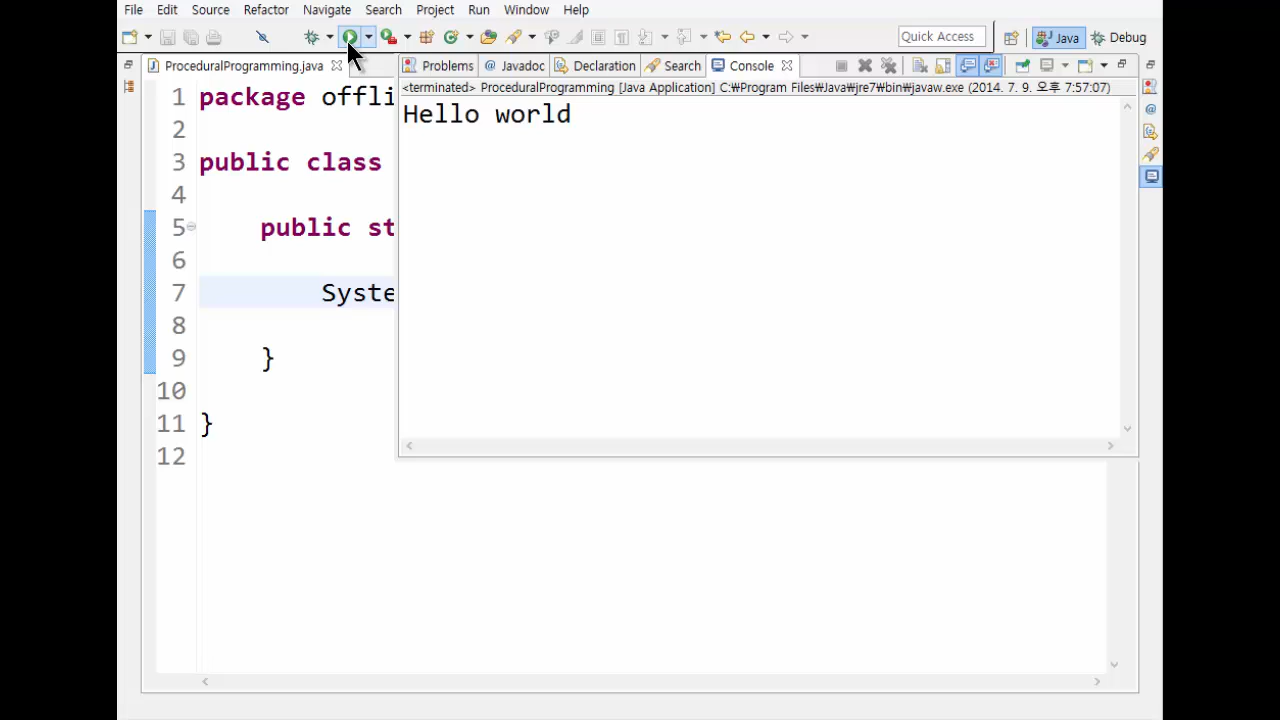 File Edit Source Refactor Navigate Search Project Run Window Help
Quick Access Java Debug
ProceduralProgramming.java
Problems @ Javadoc Declaration Search Console
<terminated> ProceduralProgramming [Java Application] C:₩Program Files₩Java₩jre7₩bin₩javaw.exe (2014. 7. 9. 오후 7:57:07)
Hello world
1 package offli
2
3 public class
4
5 public st
6
7 Syste
8
9 }
10
11 }
12